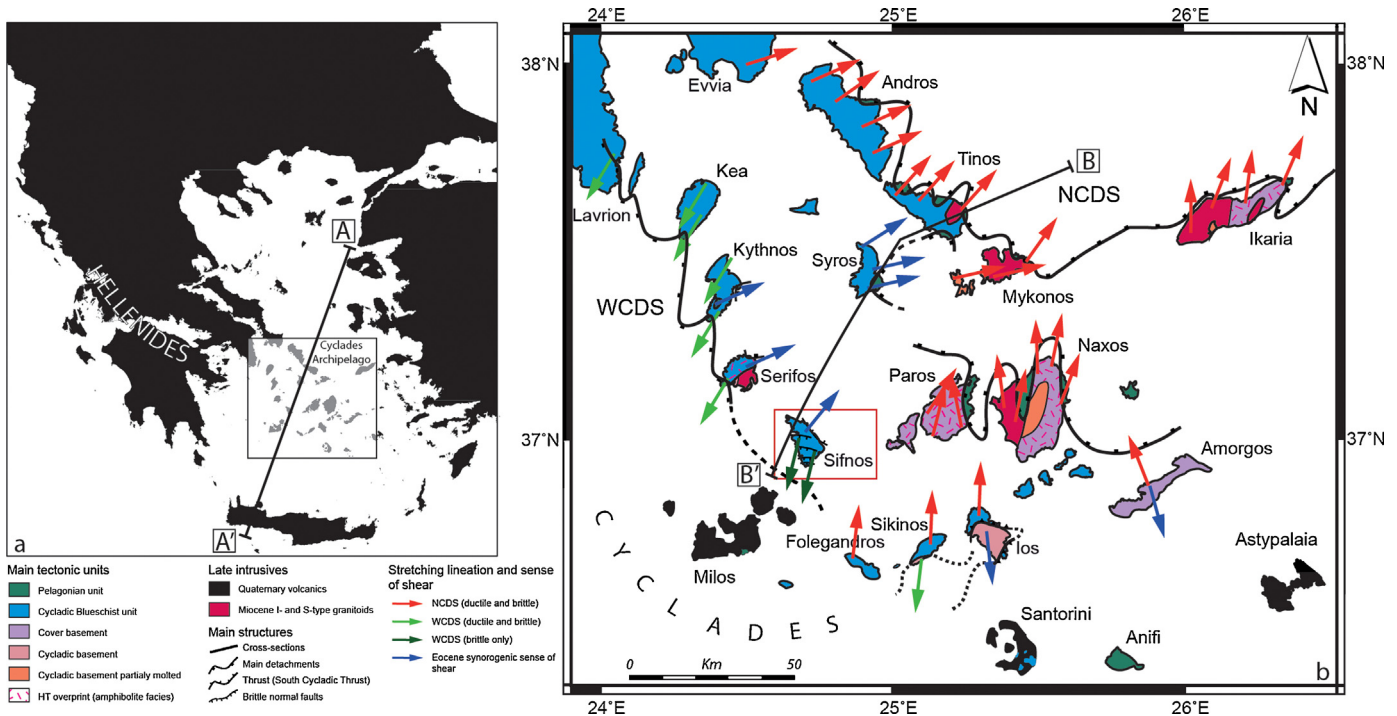 A
HELLENIDES
Cyclades
Archipelago
A'
a
24°E
25°E
26°E
38°N
38°N
37°N
37°N
24°E
25°E
26°E
N
Evvia
Andros
Tinos
B
NCDS
Kea
Lavrion
Ikaria
Kythnos
Syros
WCDS
Mykonos
Serifos
Paros
Naxos
Sifnos
Amorgos
B'
Sikinos
Folegandros
Ios
Astypalaia
Milos
CYCLADES
Santorini
Anifi
0 Km 50
b
Main tectonic units
Pelagonian unit
Cycladic Blueschist unit
Cover basement
Cycladic basement
Cycladic basement partialy molted
HT overprint (amphibolite facies)
Late intrusives
Quaternary volcanics
Miocene I- and S-type granitoids
Main structures
Cross-sections
Main detachments
Thrust (South Cycladic Thrust)
Brittle normal faults
Stretching lineation and sense
of shear
NCDS (ductile and brittle)
WCDS (ductile and brittle)
WCDS (brittle only)
Eocene synorogenic sense of
shear